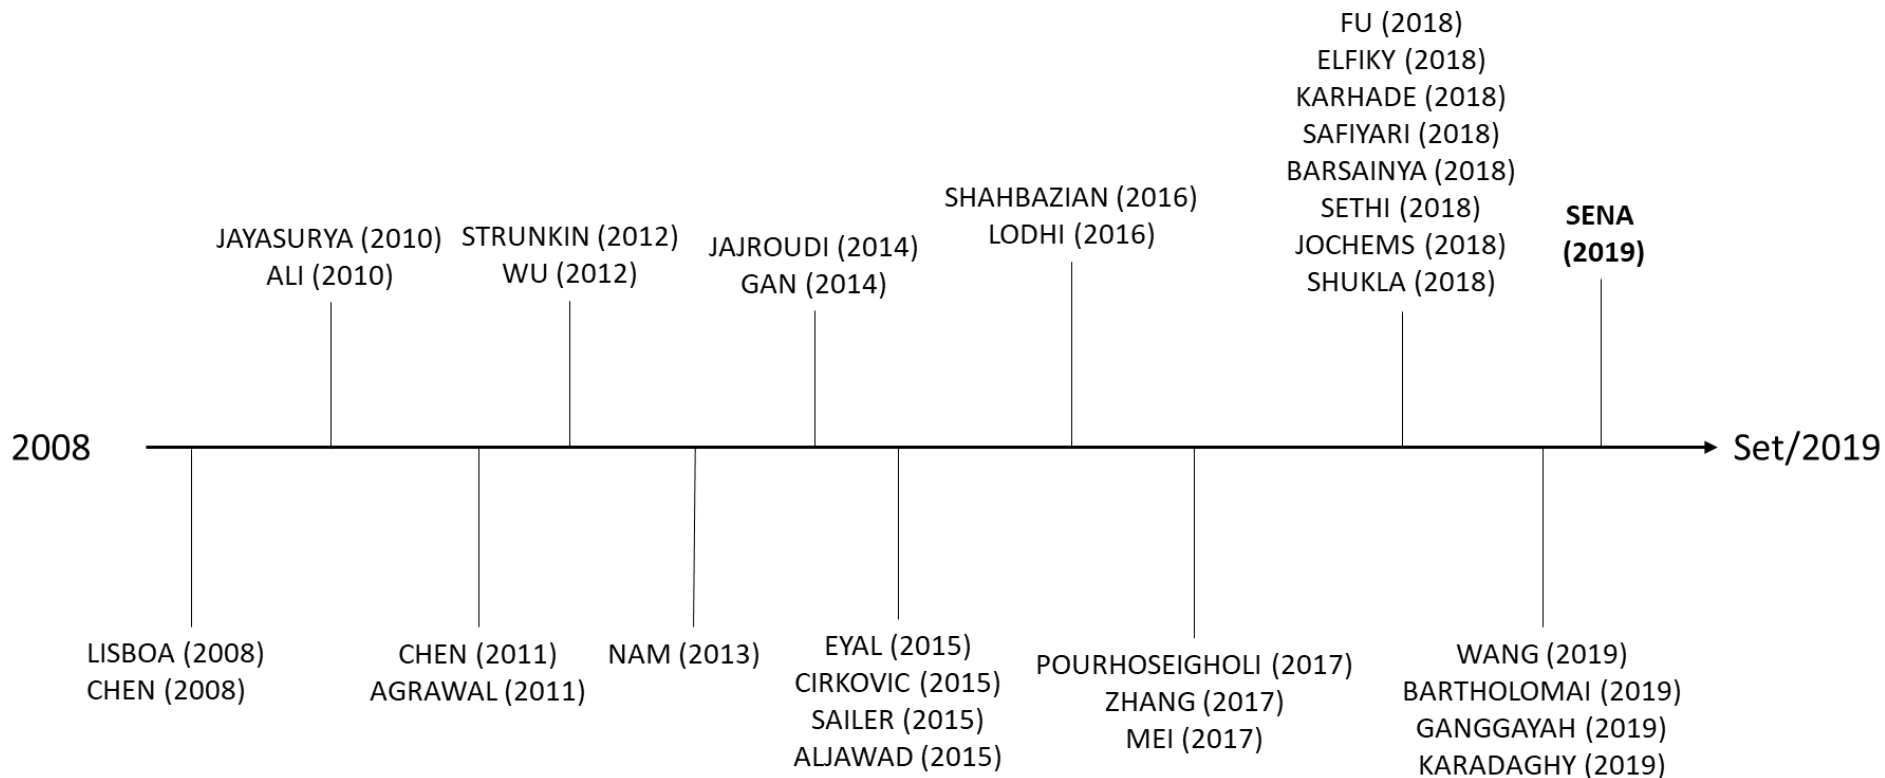 FU (2018)
ELFIKY (2018)
KARHADE (2018)
SAFIYARI (2018)
BARSAINYA (2018)
SETHI (2018)
JOCHEMS (2018)
SHUKLA (2018)
SHAHBAZIAN (2016)
LODHI (2016)
SENA
(2019)
JAYASURYA (2010)
ALI (2010)
STRUNKIN (2012)
WU (2012)
JAJROUDI (2014)
GAN (2014)
2008
Set/2019
LISBOA (2008)
CHEN (2008)
CHEN (2011)
AGRAWAL (2011)
NAM (2013)
EYAL (2015)
CIRKOVIC (2015)
SAILER (2015)
ALJAWAD (2015)
POURHOSEIGHOLI (2017)
ZHANG (2017)
MEI (2017)
WANG (2019)
BARTHOLOMAI (2019)
GANGGAYAH (2019)
KARADAGHY (2019)